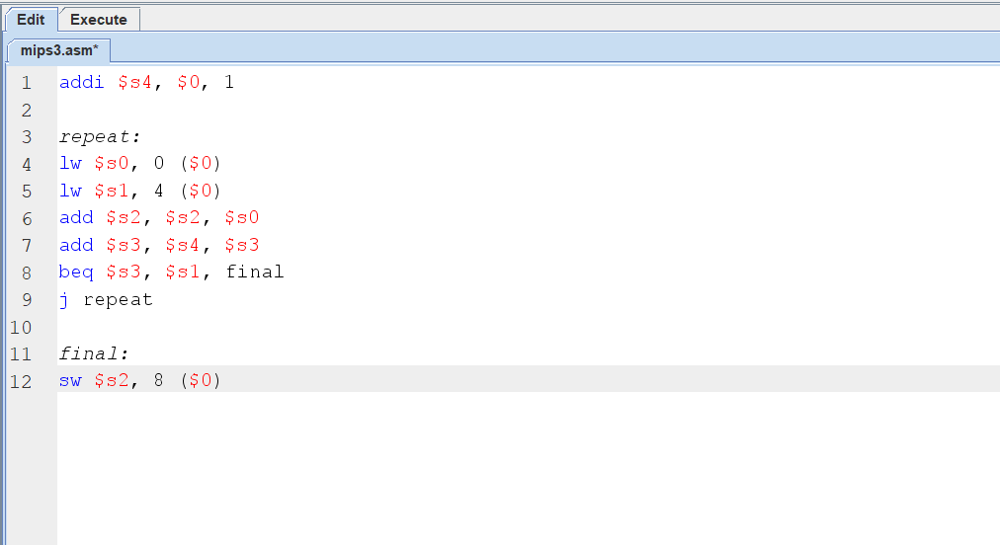 Edit Execute
mips3.asm*
1 addi $s4, $0, 1
2
3 repeat:
4 lw $s0, 0 ($0)
5 lw $s1, 4 ($0)
6 add $s2, $s2, $s0
7 add $s3, $s4, $s3
8 beq $s3, $s1, final
9 j repeat
10
11 final:
12 sw $s2, 8 ($0)